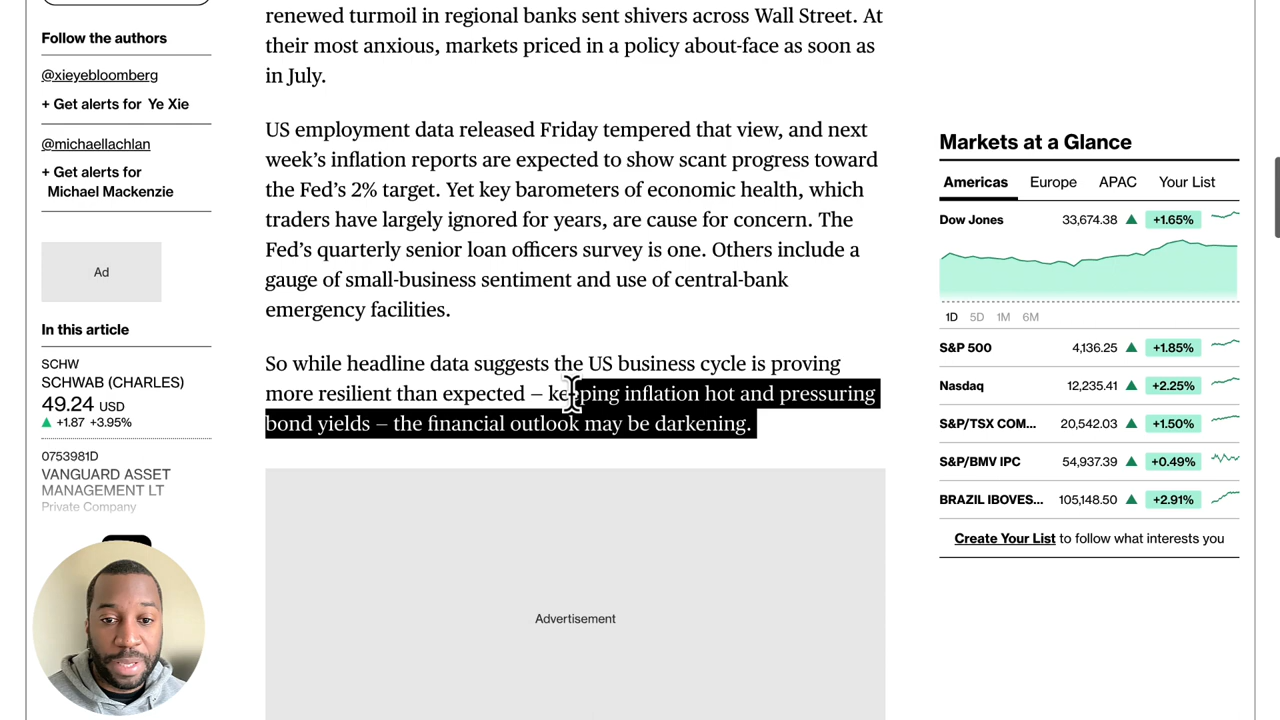 Follow the authors
@xieyebloomberg
+ Get alerts for Ye Xie
@michaellachlan
+ Get alerts for
Michael Mackenzie
Ad
In this article
SCHW
SCHWAB (CHARLES)
49.24 USD
▲ +1.87 +3.95%
0753981D
VANGUARD ASSET
MANAGEMENT LT
Private Company
renewed turmoil in regional banks sent shivers across Wall Street. At
their most anxious, markets priced in a policy about-face as soon as
in July.
US employment data released Friday tempered that view, and next
week’s inflation reports are expected to show scant progress toward
the Fed’s 2% target. Yet key barometers of economic health, which
traders have largely ignored for years, are cause for concern. The
Fed’s quarterly senior loan officers survey is one. Others include a
gauge of small-business sentiment and use of central-bank
emergency facilities.
So while headline data suggests the US business cycle is proving
more resilient than expected – keeping inflation hot and pressuring
bond yields – the financial outlook may be darkening.
Advertisement
Markets at a Glance
Americas Europe APAC Your List
Dow Jones 33,674.38 ▲ +1.65%
1D 5D 1M 6M
S&P 500 4,136.25 ▲ +1.85%
Nasdaq 12,235.41 ▲ +2.25%
S&P/TSX COM... 20,542.03 ▲ +1.50%
S&P/BMV IPC 54,937.39 ▲ +0.49%
BRAZIL IBOVES... 105,148.50 ▲ +2.91%
Create Your List to follow what interests you